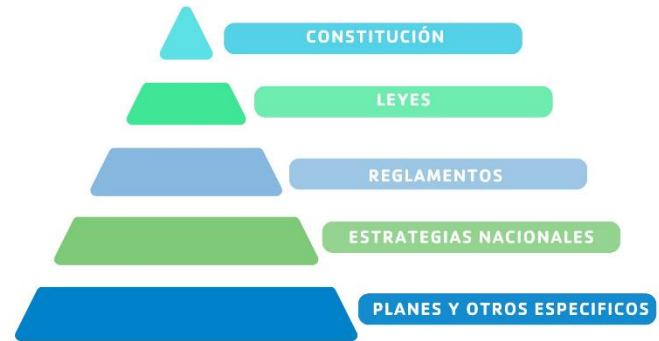 CONSTITUCIÓN
LEYES
REGLAMENTOS
ESTRATEGIAS NACIONALES
PLANES Y OTROS ESPECIFICOS